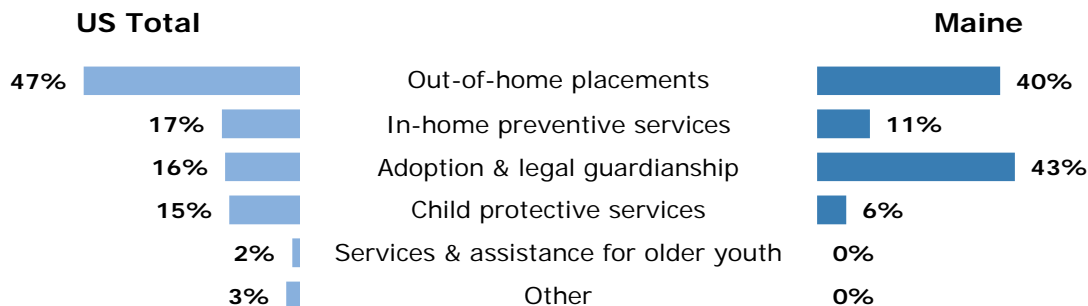 US Total Maine
47% Out-of-home placements 40%
17% In-home preventive services 11%
16% Adoption & legal guardianship 43%
15% Child protective services 6%
2% Services & assistance for older youth 0%
3% Other 0%